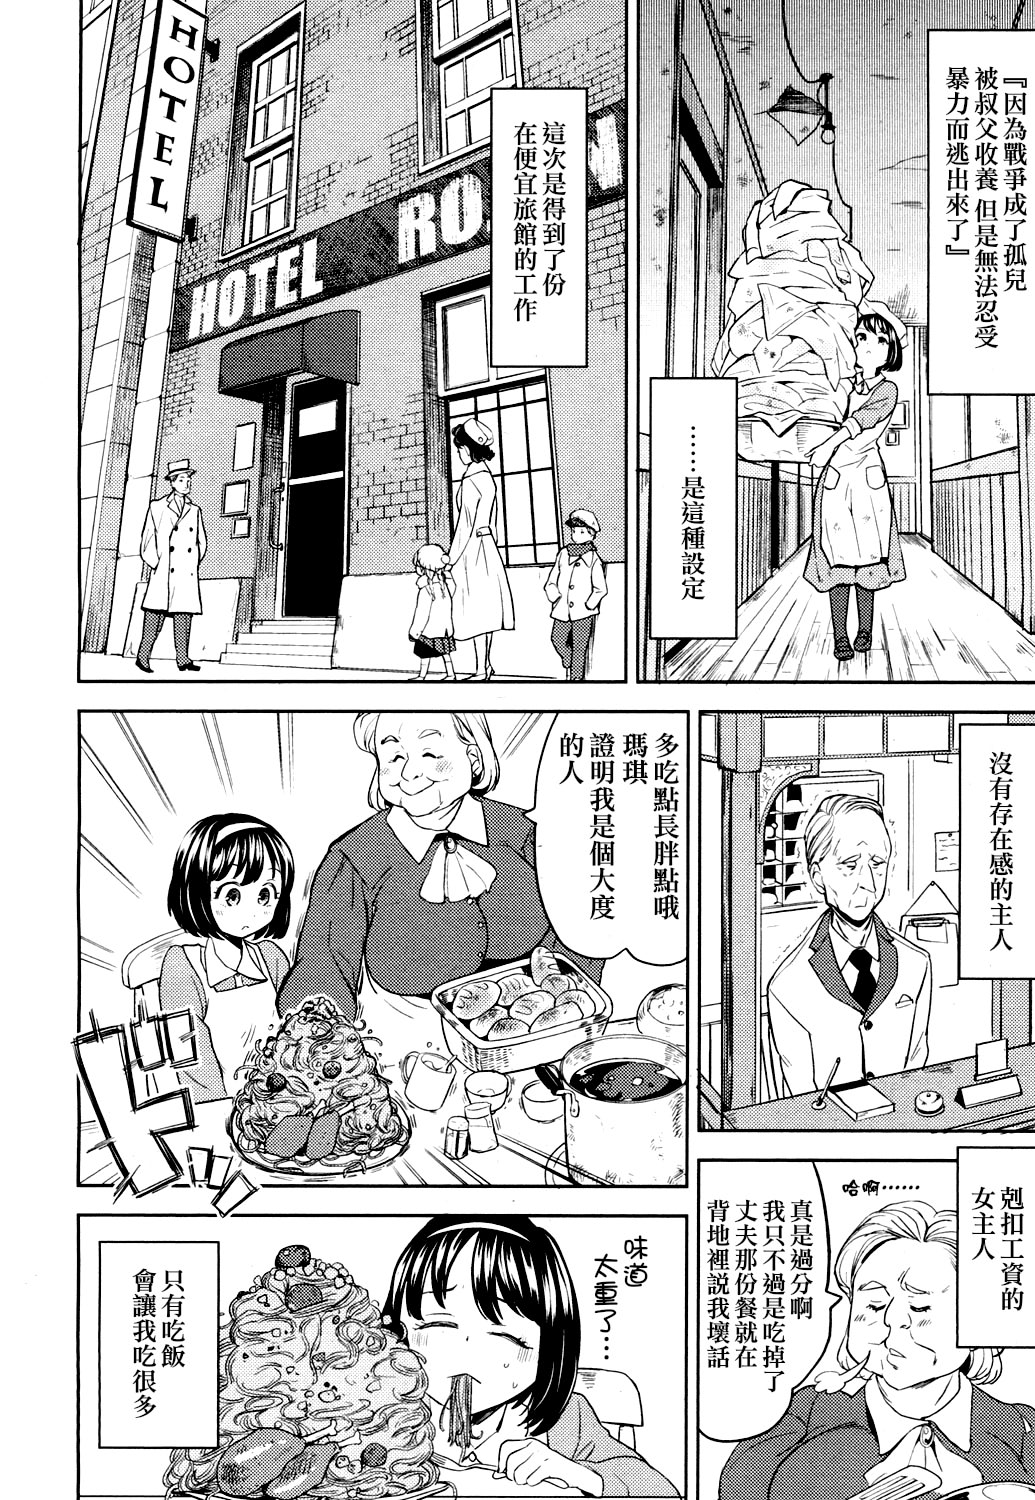 『因為戰爭成了孤兒
被叔父收養 但是無法忍受
暴力而逃出來了』
……是這種設定
這次是得到了份
在便宜旅館的工作
HOTEL
HOTEL RO
沒有存在感的主人
多吃點長胖點哦
瑪琪
證明我是個大度
的人
剋扣工資的
女主人
哈啊……
真是過分啊
我只不過是吃掉了
丈夫那份餐就在
背地裡説我壞話
味道
太重了…
只有吃飯
會讓我吃很多